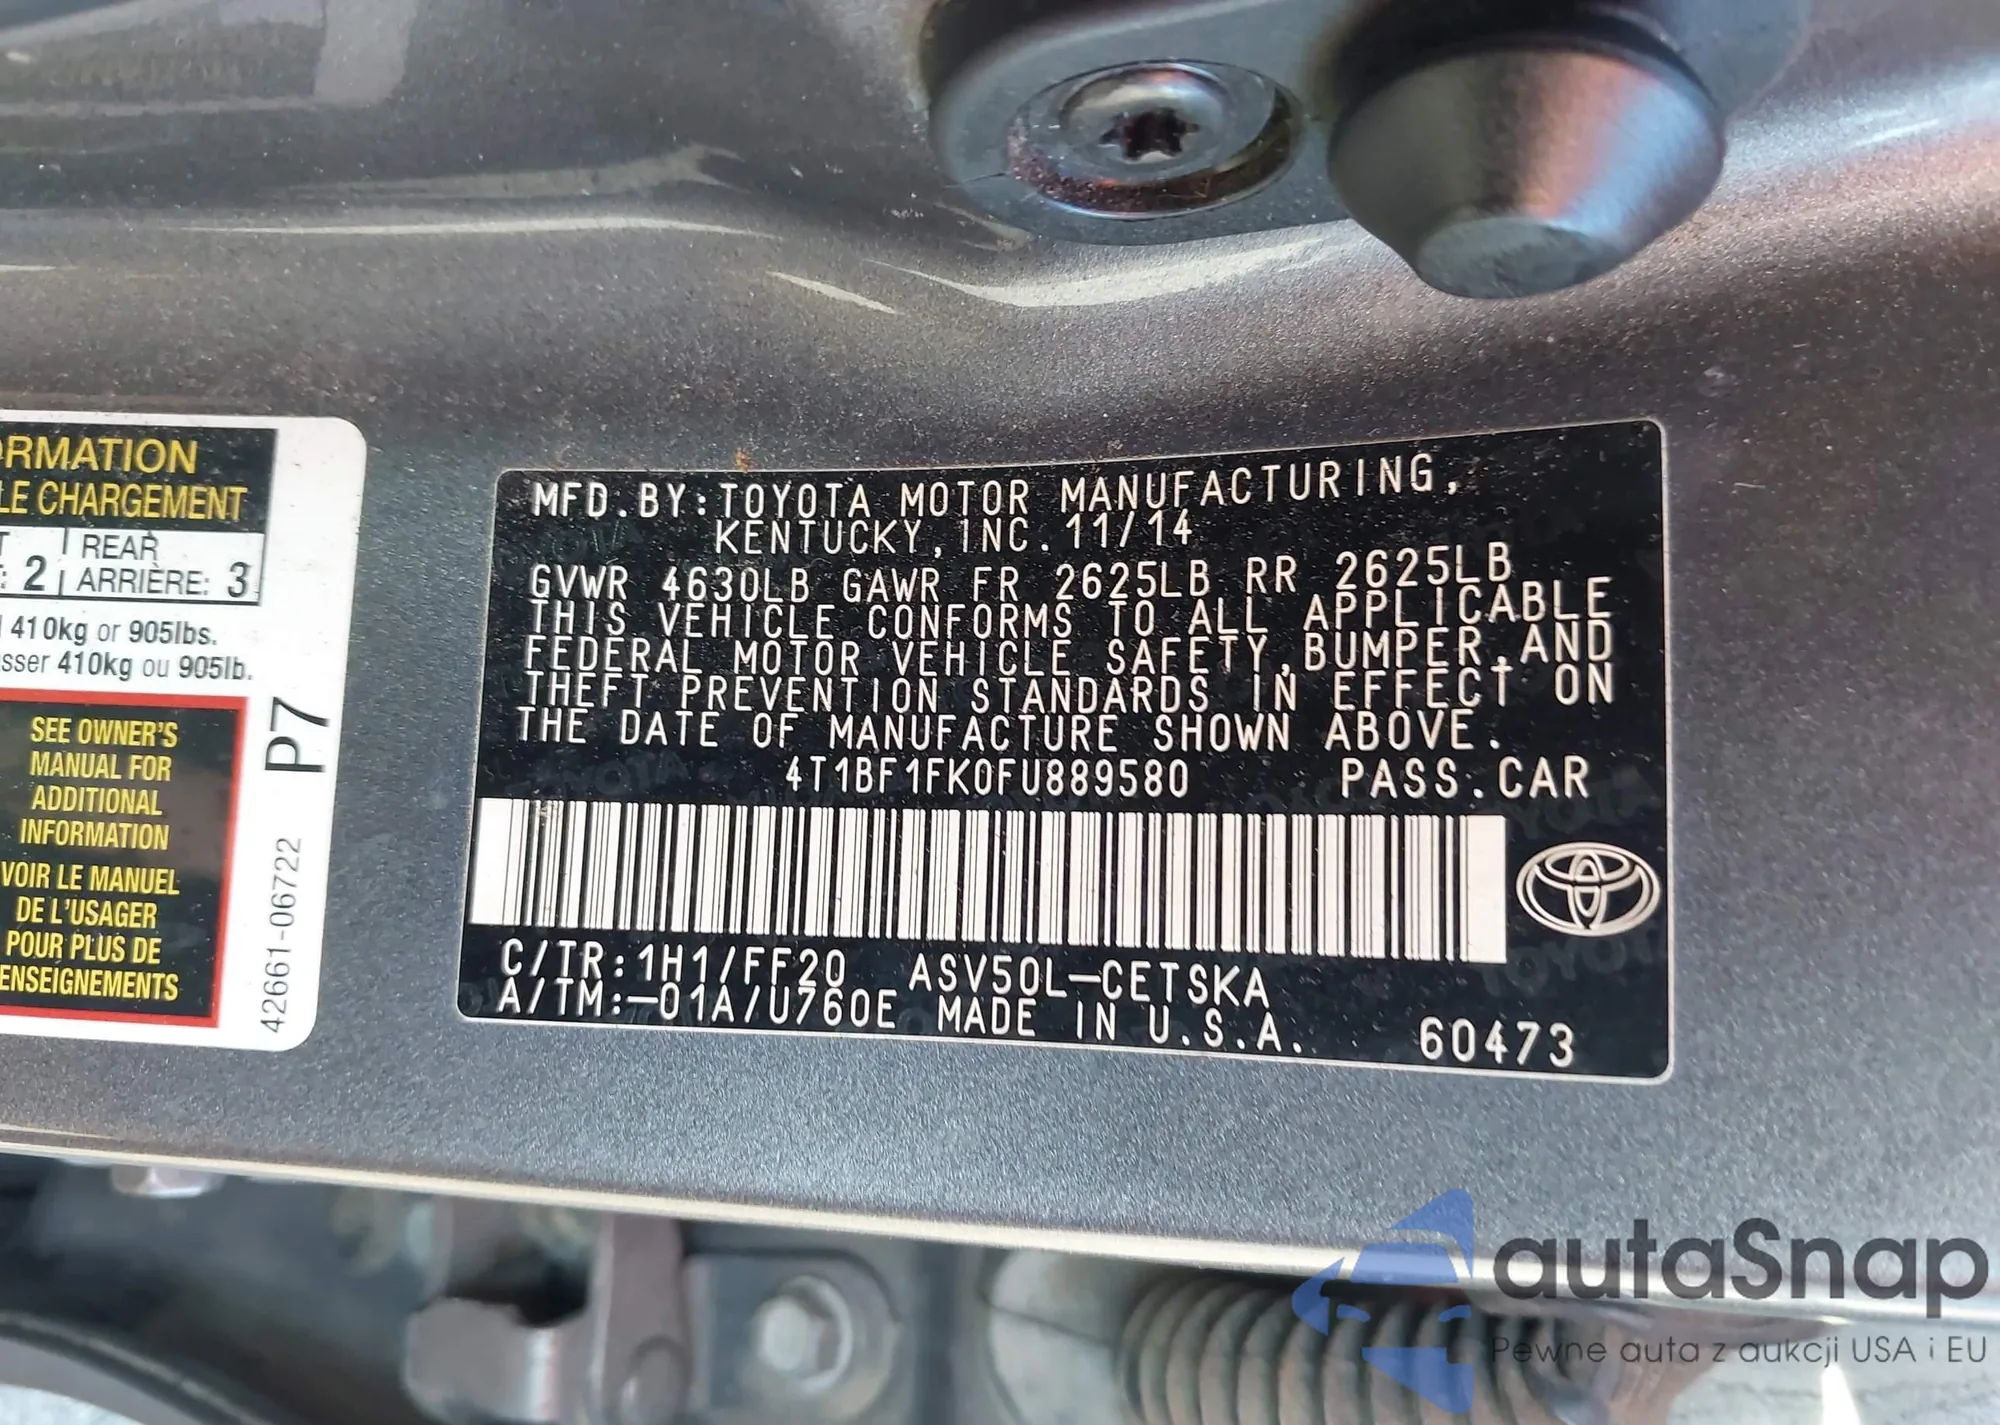 ORMATION
LE CHARGEMENT
REAR
2 ARRIÈRE: 3
410kg or 905lbs.
sser 410kg ou 905lb.
SEE OWNER'S
MANUAL FOR
ADDITIONAL
INFORMATION
VOIR LE MANUEL
DE L'USAGER
POUR PLUS DE
ENSEIGNEMENTS
P7
42661-06722
MFD.BY:TOYOTA MOTOR MANUFACTURING,
KENTUCKY,INC.11/14
GVWR 4630LB GAWR FR 2625LB RR 2625LB
THIS VEHICLE CONFORMS TO ALL APPLICABLE
FEDERAL MOTOR VEHICLE SAFETY,BUMPER,AND
THEFT PREVENTION STANDARDS IN EFFECT ON
THE DATE OF MANUFACTURE SHOWN ABOVE.
4T1BF1FK0FU889580 PASS.CAR
C/TR:1H1/FF20 ASV50L-CETSKA
A/TM:-01A/U760E MADE IN U.S.A. 60473
autaSnap
Pewne auta z aukcji USA i EU